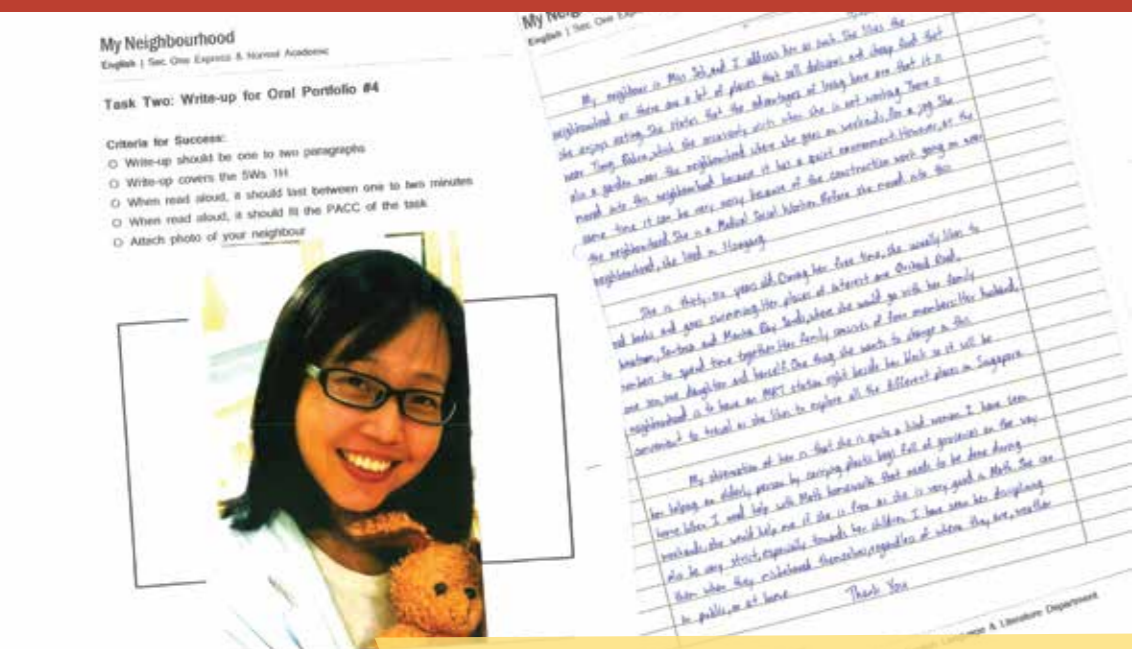 My Neighbourhood
English | Sec. One Express & Normal Academic
Task Two: Write-up for Oral Portfolio #4
Criteria for Success:
O Write-up should be one to two paragraphs
O Write-up covers the 5Ws 1H
O When read aloud, it should last between one to two minutes
O When read aloud, it should fit the PACC of the task
O Attach photo of your neighbour
My
English | Sec. One
My neighbour is Miss and I address her as such. She likes the
neighbourhood as there are a lot of places that sell delicious and cheap food that
she enjoys eating. She states that the advantages of living here are that it is
near Tiong Bahru, which she visits when she is not working. There is
also a garden near the neighbourhood where she goes on weekends for a jog. She
moved into this neighbourhood because it has a quiet environment. However, at the
same time it can be very noisy because of the construction work going on near
the neighbourhood. She is a Medical Social Worker. Before she moved into this
neighbourhood, she lived in Hougang.
She is thirty-six years old. During her free time, she usually likes to
read books and goes swimming. Her places of interest are Orchard Road,
Sentosa and Marina Bay Sands, where she would go with her family
members to spend time together. Her family consists of four members: Her husband,
one son, one daughter and herself. One thing she wants to change in this
neighbourhood is to have an MRT station right beside her block so it will be
convenient to travel as she likes to explore all the different places in Singapore
My observation of her is that she is quite a kind woman. I have seen
her helping an elderly person by carrying plastic bags full of groceries on the way
home. When I need help with Math homework that needs to be done during
weekends, she would help me if she is free as she is very good in Math. She can
also be very strict, especially towards her children. I have seen her disciplining
them when they misbehaved themselves, regardless of where they are, weather
in public, or at home.
Thank You
Language & Literature Department